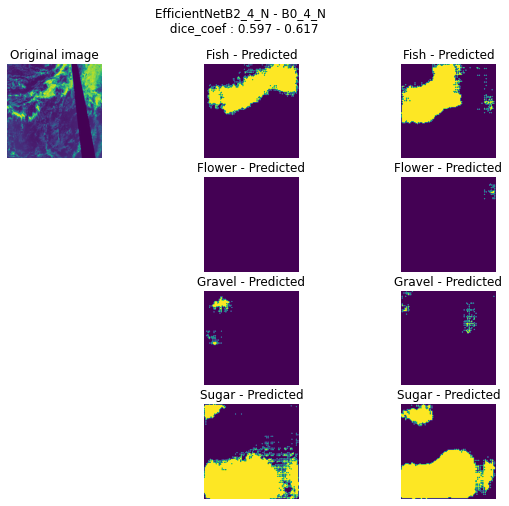 EfficientNetB2_4_N - B0_4_N
dice_coef : 0.597 - 0.617
Original image
Fish - Predicted
Fish - Predicted
Flower - Predicted
Flower - Predicted
Gravel - Predicted
Gravel - Predicted
Sugar - Predicted
Sugar - Predicted